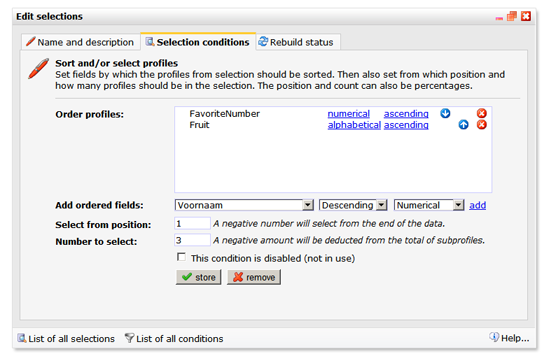 Edit selections
Name and description Selection conditions Rebuild status
Sort and/or select profiles
Set fields by which the profiles from selection should be sorted. Then also set from which position and
how many profiles should be in the selection. The position and count can also be percentages.
Order profiles: FavoriteNumber numerical ascending
Fruit alphabetical ascending
Add ordered fields: Voornaam Descending Numerical add
Select from position: 1 A negative number will select from the end of the data.
Number to select: 3 A negative amount will be deducted from the total of subprofiles.
This condition is disabled (not in use)
store remove
List of all selections List of all conditions Help...